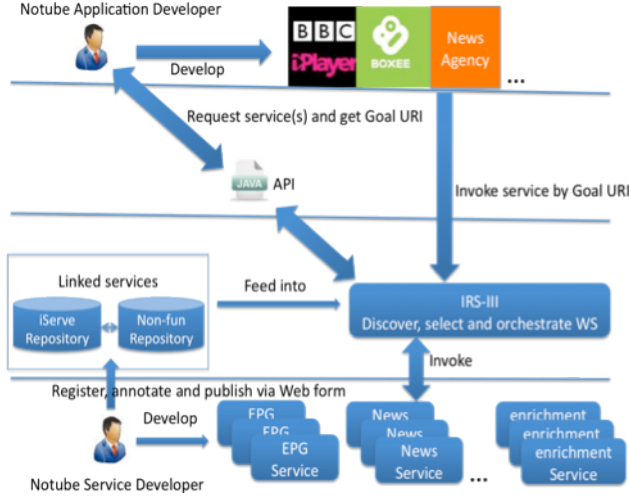 Notube Application Developer
Develop
BBC
iPlayer
BOXEE
News
Agency
...
Request service(s) and get Goal URI
JAVA
API
Invoke service by Goal URI
Linked services
iServe
Repository
Non-fun
Repository
Feed into
IRS-III
Discover, select and orchestrate WS
Invoke
Register, annotate and publish via Web form
Develop
EPG
EPG
EPG
Service
News
News
News
Service
...
enrichment
enrichment
enrichment
Service
Notube Service Developer